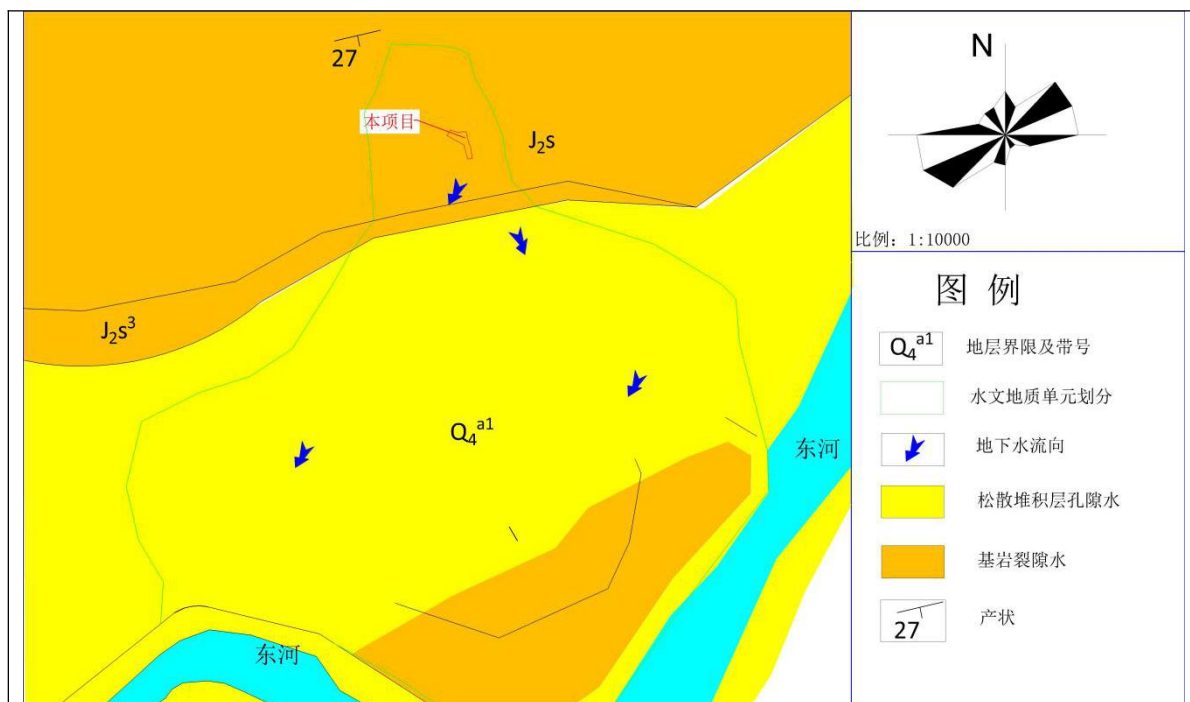 27
本项目
J₂s
J₂s³
Q₄ᵃ¹
东河
东河
N
比例：1:10000
图 例
Q₄ᵃ¹ 地层界限及带号
水文地质单元划分
地下水流向
松散堆积层孔隙水
基岩裂隙水
27 产状